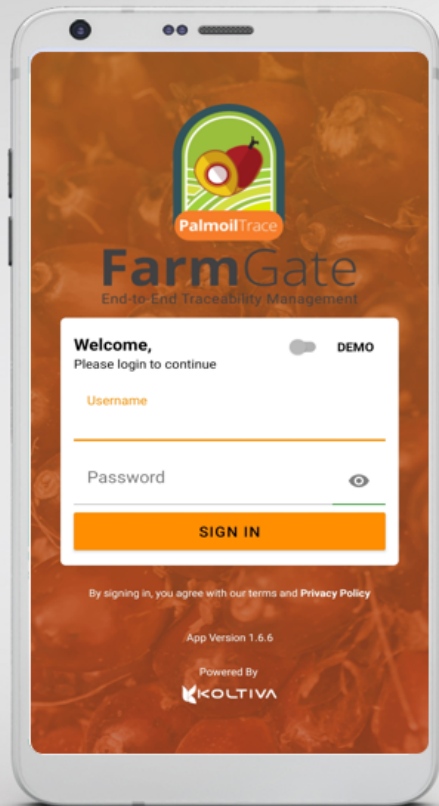 PalmoilTrace
FarmGate
End-to-End Traceability Management
Welcome,
DEMO
Please login to continue
Username
Password
SIGN IN
By signing in, you agree with our terms and Privacy Policy
App Version 1.6.6
Powered By
KOLTIVA